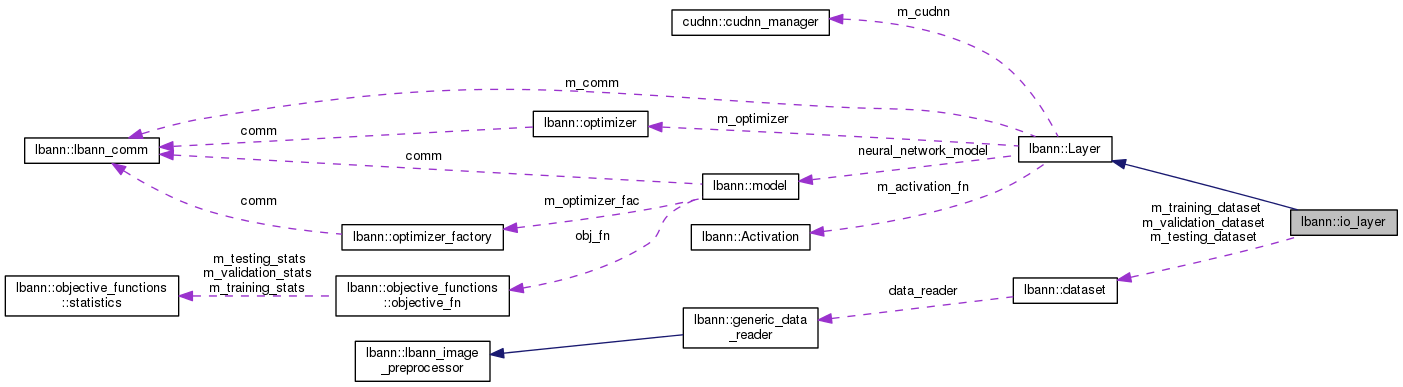 cudnn::cudnn_manager
m_cudnn
m_comm
lbann::optimizer
comm
m_optimizer
lbann::lbann_comm
comm
neural_network_model
lbann::Layer
lbann::model
m_activation_fn
comm
m_optimizer_fac
m_training_dataset
m_validation_dataset
m_testing_dataset
lbann::io_layer
lbann::optimizer_factory
obj_fn
lbann::Activation
m_testing_stats
m_validation_stats
m_training_stats
lbann::objective_functions
::statistics
lbann::objective_functions
::objective_fn
data_reader
lbann::dataset
lbann::generic_data
_reader
lbann::lbann_image
_preprocessor